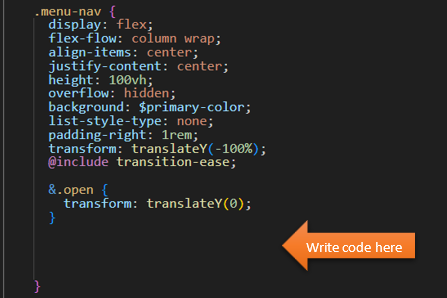 .menu-nav {
display: flex;
flex-flow: column wrap;
align-items: center;
justify-content: center;
height: 100vh;
overflow: hidden;
background: $primary-color;
list-style-type: none;
padding-right: 1rem;
transform: translateY(-100%);
@include transition-ease;
&.open {
transform: translateY(0);
}
Write code here
}